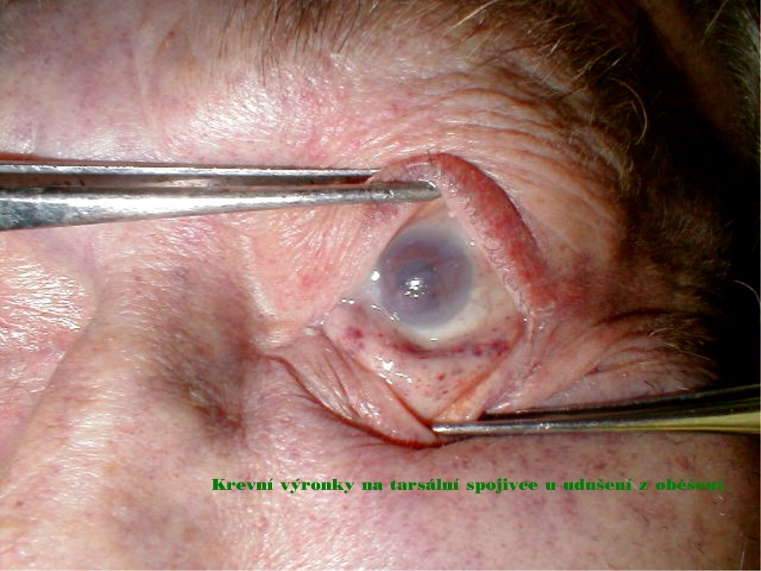 Krevní výronky na tarsální spojivce u udušení z oběšení